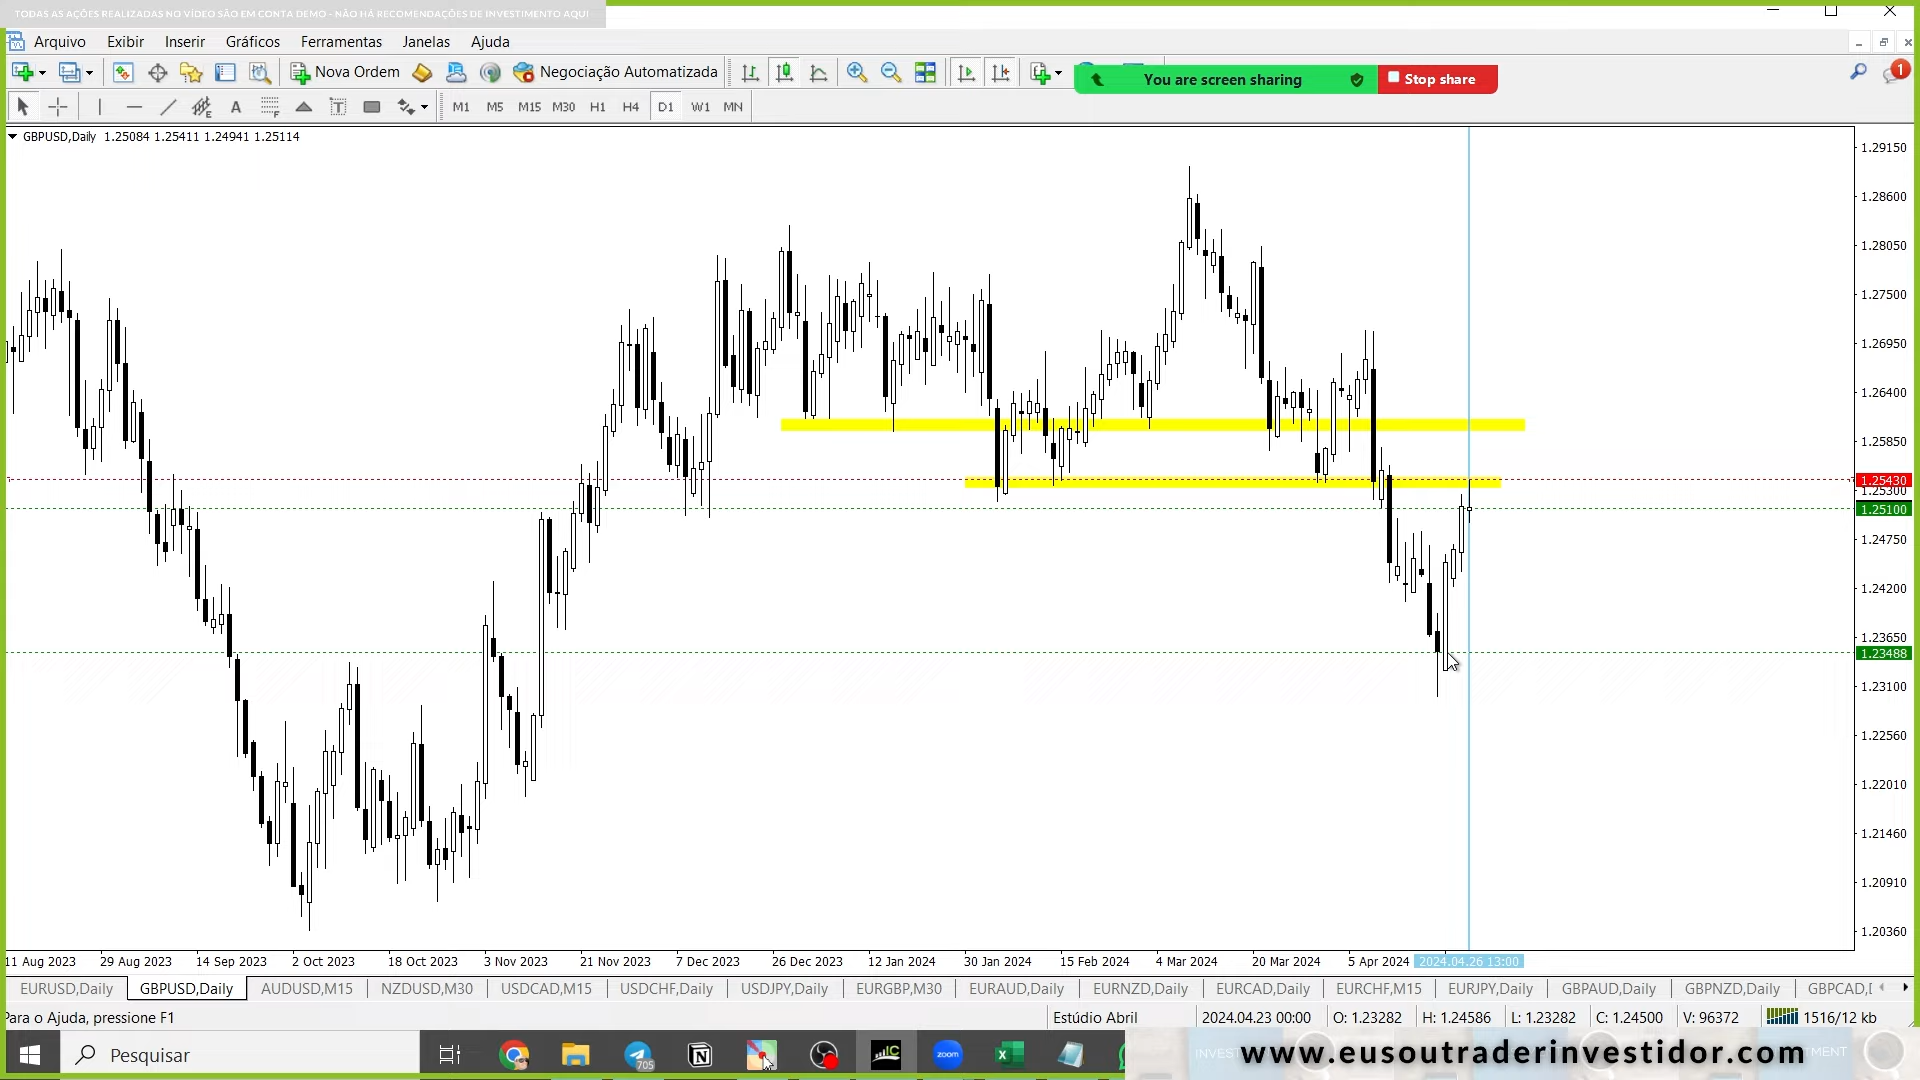 TODAS AS AÇÕES REALIZADAS NO VÍDEO SÃO EM CONTA DEMO - NÃO HÁ RECOMENDAÇÕES DE INVESTIMENTO AQUI
Arquivo Exibir Inserir Gráficos Ferramentas Janelas Ajuda
Nova Ordem Negociação Automatizada
You are screen sharing Stop share
1
A T M1 M5 M15 M30 H1 H4 D1 W1 MN
GBPUSD,Daily 1.25084 1.25411 1.24941 1.25114
1.29150
1.28600
1.28050
1.27500
1.26950
1.26400
1.25850
1.25430
1.25300
1.25100
1.24750
1.24200
1.23650
1.23488
1.23100
1.22560
1.22010
1.21460
1.20910
1.20360
11 Aug 2023 29 Aug 2023 14 Sep 2023 2 Oct 2023 18 Oct 2023 3 Nov 2023 21 Nov 2023 7 Dec 2023 26 Dec 2023 12 Jan 2024 30 Jan 2024 15 Feb 2024 4 Mar 2024 20 Mar 2024 5 Apr 2024 2024.04.26 13:00
EURUSD,Daily GBPUSD,Daily AUDUSD,M15 NZDUSD,M30 USDCAD,M15 USDCHF,Daily USDJPY,Daily EURGBP,M30 EURAUD,Daily EURNZD,Daily EURCAD,Daily EURCHF,M15 EURJPY,Daily GBPAUD,Daily GBPNZD,Daily GBPCAD,
Para o Ajuda, pressione F1 Estúdio Abril 2024.04.23 00:00 O: 1.23282 H: 1.24586 L: 1.23282 C: 1.24500 V: 96372 1516/12 kb
Pesquisar 705 IC zoom www.eusoutraderinvestidor.com